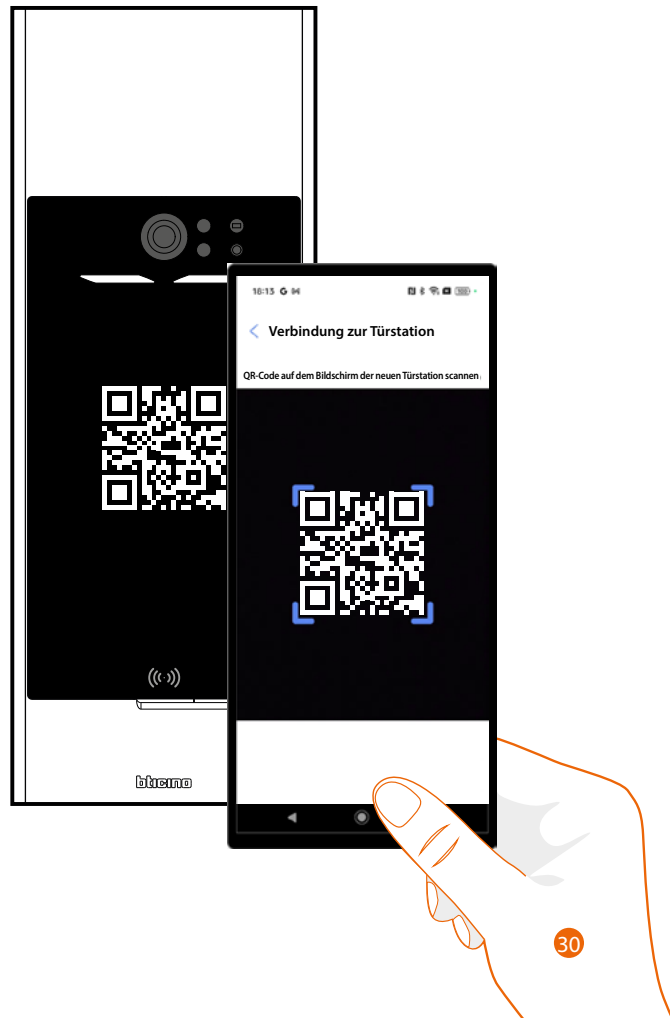 18:15
Verbindung zur Türstation
QR-Code auf dem Bildschirm der neuen Türstation scannen
bticino
30